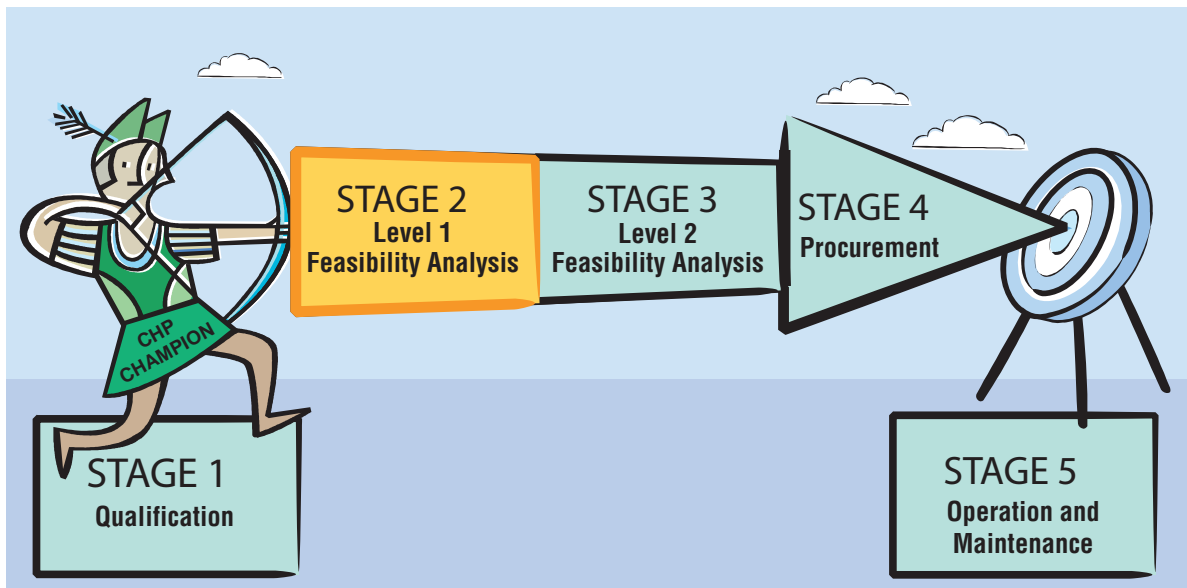 CHP
CHAMPION
STAGE 1
Qualification
STAGE 2
Level 1
Feasibility Analysis
STAGE 3
Level 2
Feasibility Analysis
STAGE 4
Procurement
STAGE 5
Operation and
Maintenance